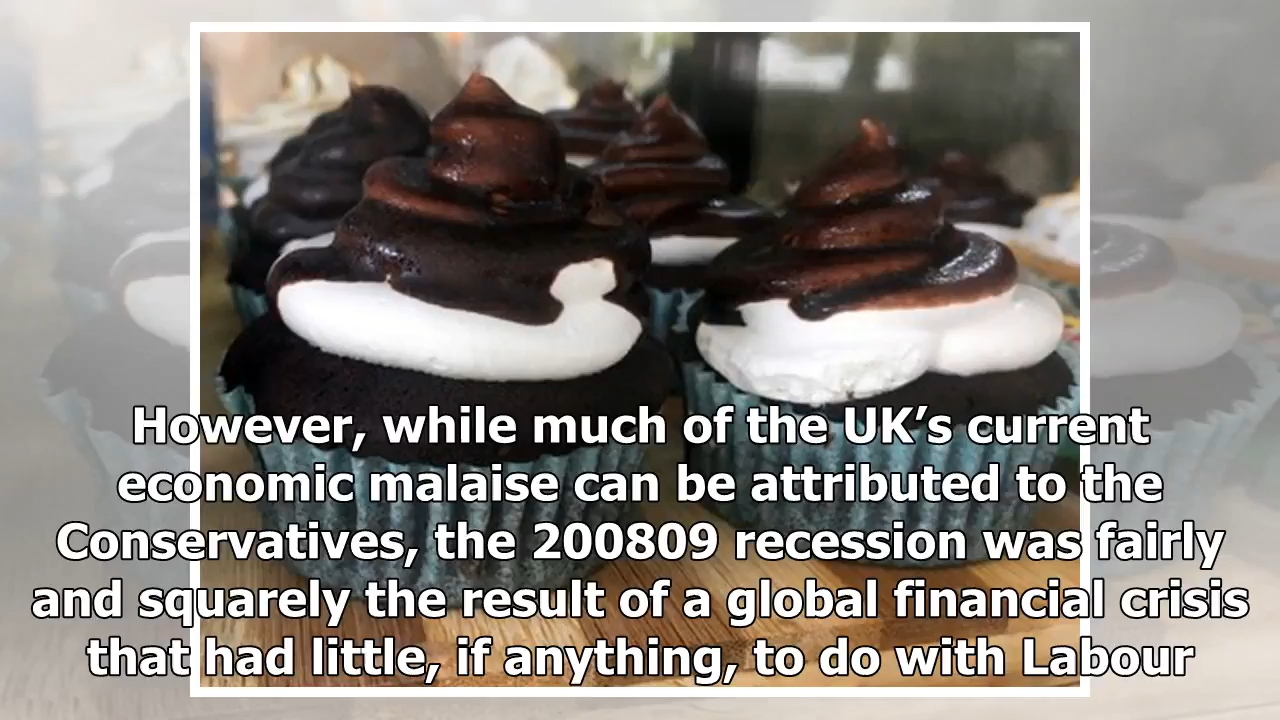 However, while much of the UK’s current
economic malaise can be attributed to the
Conservatives, the 200809 recession was fairly
and squarely the result of a global financial crisis
that had little, if anything, to do with Labour